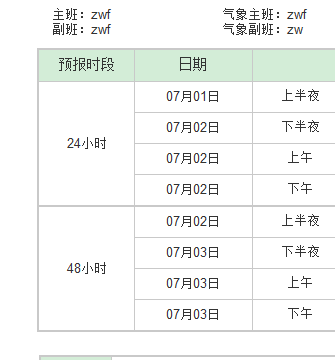 主班：zwf 气象主班：zwf
副班：zwf 气象副班：zw
预报时段 日期
24小时
07月01日 上半夜
07月02日 下半夜
07月02日 上午
07月02日 下午
48小时
07月02日 上半夜
07月03日 下半夜
07月03日 上午
07月03日 下午